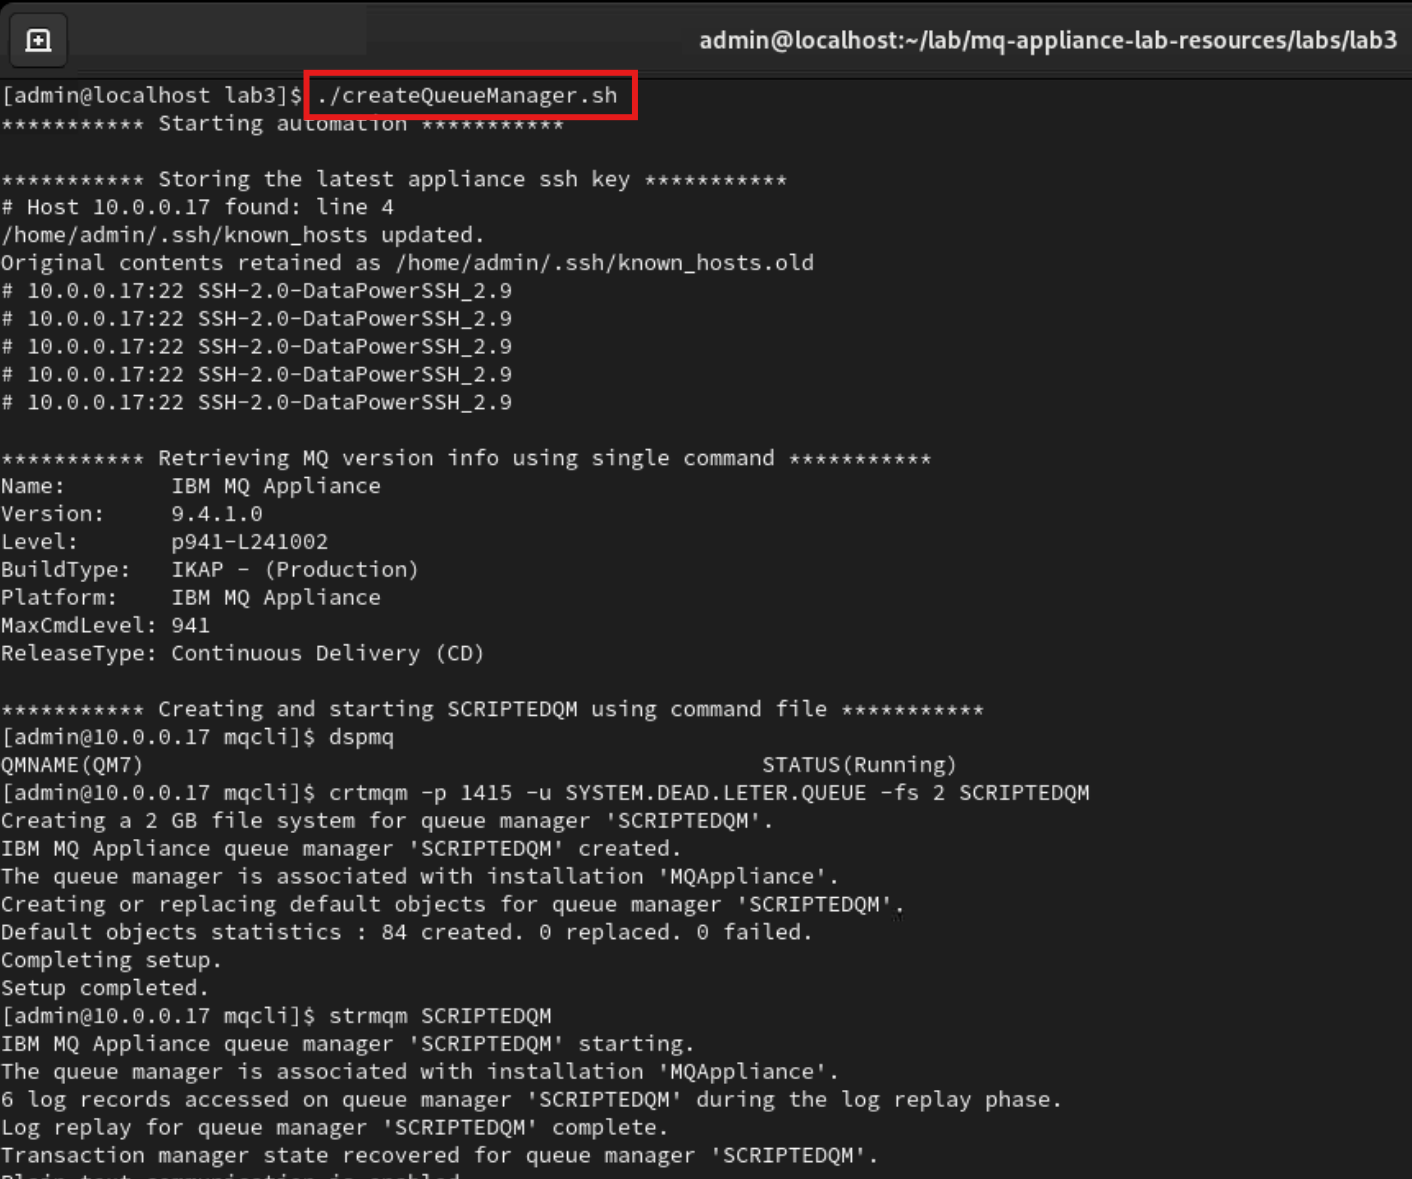 admin@localhost:~/lab/mq-appliance-lab-resources/labs/lab3
[admin@localhost lab3]$ ./createQueueManager.sh
*********** Starting automation ***********
*********** Storing the latest appliance ssh key ***********
# Host 10.0.0.17 found: line 4
/home/admin/.ssh/known_hosts updated.
Original contents retained as /home/admin/.ssh/known_hosts.old
# 10.0.0.17:22 SSH-2.0-DataPowerSSH_2.9
# 10.0.0.17:22 SSH-2.0-DataPowerSSH_2.9
# 10.0.0.17:22 SSH-2.0-DataPowerSSH_2.9
# 10.0.0.17:22 SSH-2.0-DataPowerSSH_2.9
# 10.0.0.17:22 SSH-2.0-DataPowerSSH_2.9
*********** Retrieving MQ version info using single command ***********
Name:        IBM MQ Appliance
Version:     9.4.1.0
Level:       p941-L241002
BuildType:   IKAP - (Production)
Platform:    IBM MQ Appliance
MaxCmdLevel: 941
ReleaseType: Continuous Delivery (CD)
*********** Creating and starting SCRIPTEDQM using command file ***********
[admin@10.0.0.17 mqcli]$ dspmq
QMNAME(QM7)                                               STATUS(Running)
[admin@10.0.0.17 mqcli]$ crtmqm -p 1415 -u SYSTEM.DEAD.LETER.QUEUE -fs 2 SCRIPTEDQM
Creating a 2 GB file system for queue manager 'SCRIPTEDQM'.
IBM MQ Appliance queue manager 'SCRIPTEDQM' created.
The queue manager is associated with installation 'MQAppliance'.
Creating or replacing default objects for queue manager 'SCRIPTEDQM'.
Default objects statistics : 84 created. 0 replaced. 0 failed.
Completing setup.
Setup completed.
[admin@10.0.0.17 mqcli]$ strmqm SCRIPTEDQM
IBM MQ Appliance queue manager 'SCRIPTEDQM' starting.
The queue manager is associated with installation 'MQAppliance'.
6 log records accessed on queue manager 'SCRIPTEDQM' during the log replay phase.
Log replay for queue manager 'SCRIPTEDQM' complete.
Transaction manager state recovered for queue manager 'SCRIPTEDQM'.